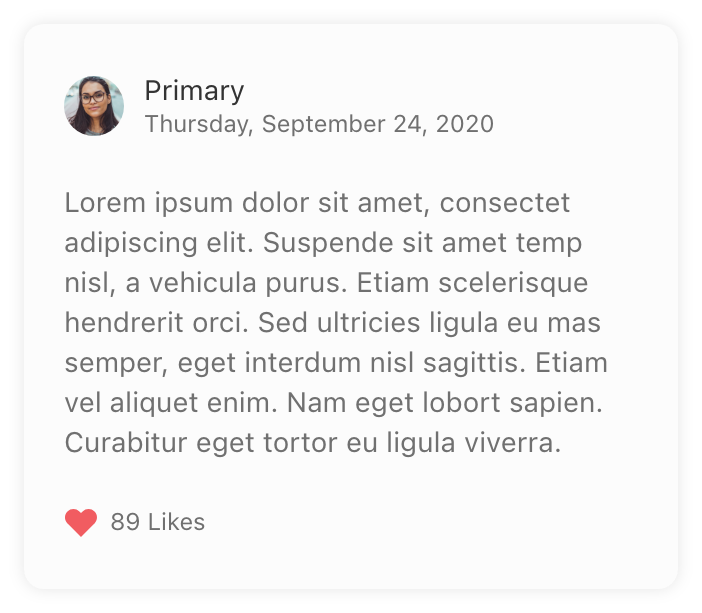 Primary
Thursday, September 24, 2020
Lorem ipsum dolor sit amet, consectet
adipiscing elit. Suspende sit amet temp
nisl, a vehicula purus. Etiam scelerisque
hendrerit orci. Sed ultricies ligula eu mas
semper, eget interdum nisl sagittis. Etiam
vel aliquet enim. Nam eget lobort sapien.
Curabitur eget tortor eu ligula viverra.
89 Likes